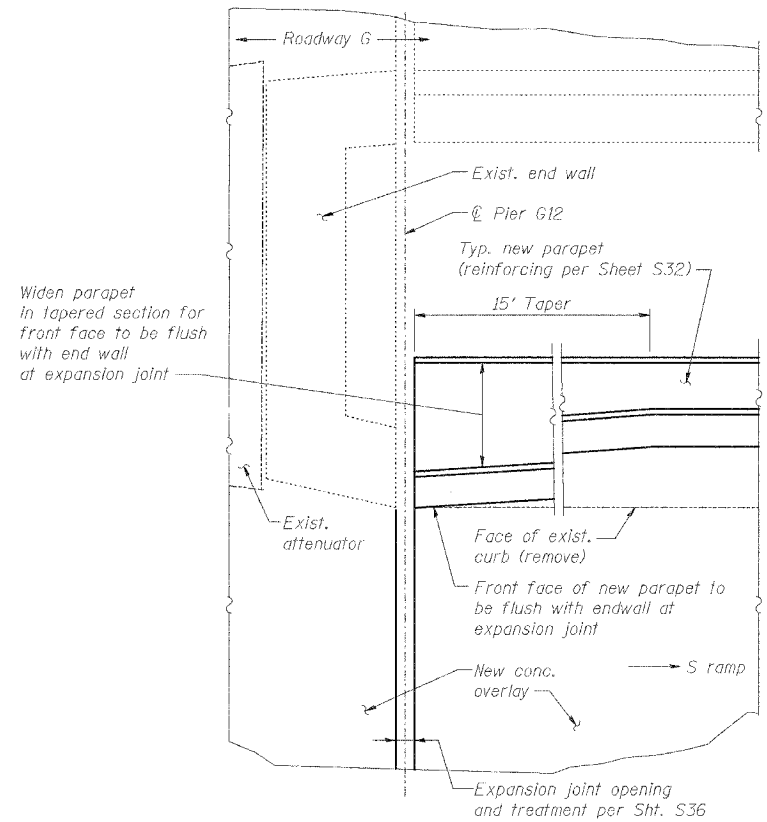 Roadway G
Exist. end wall
℄ Pier G12
Typ. new parapet
(reinforcing per Sheet S32)
15' Taper
Widen parapet
in tapered section for
front face to be flush
with end wall
at expansion joint
Exist.
attenuator
Face of exist.
curb (remove)
Front face of new parapet to
be flush with endwall at
expansion joint
New conc.
overlay
S ramp
Expansion joint opening
and treatment per Sht. S36